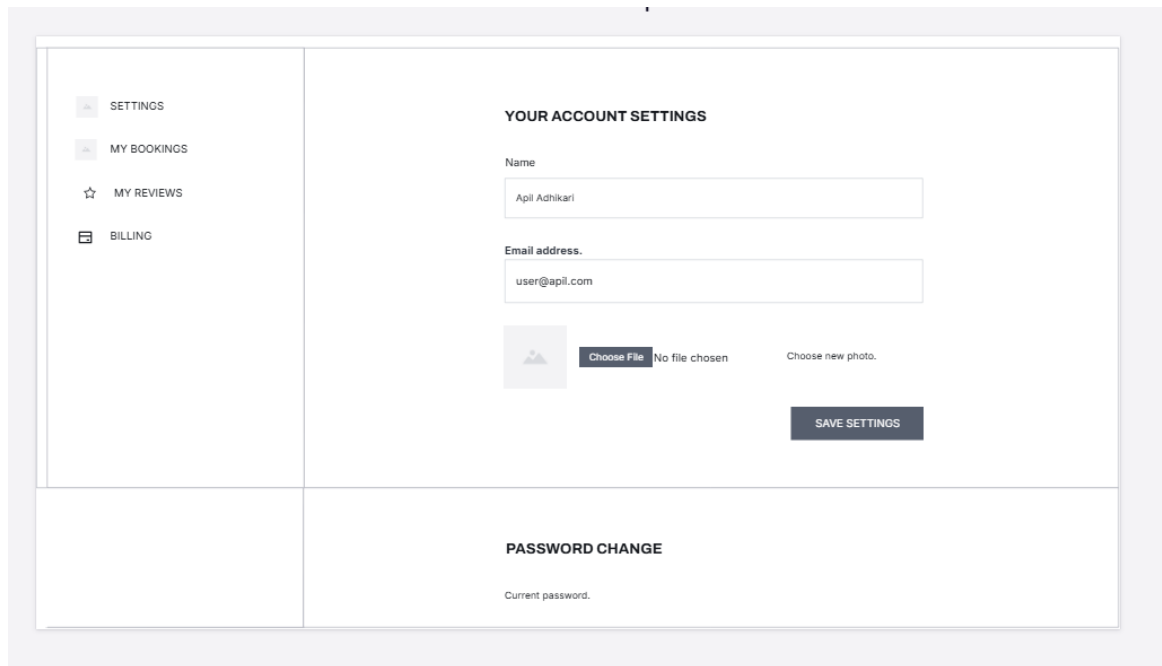 SETTINGS
MY BOOKINGS
MY REVIEWS
BILLING
YOUR ACCOUNT SETTINGS
Name
Apil Adhikari
Email address.
user@apil.com
Choose File No file chosen
Choose new photo.
SAVE SETTINGS
PASSWORD CHANGE
Current password.